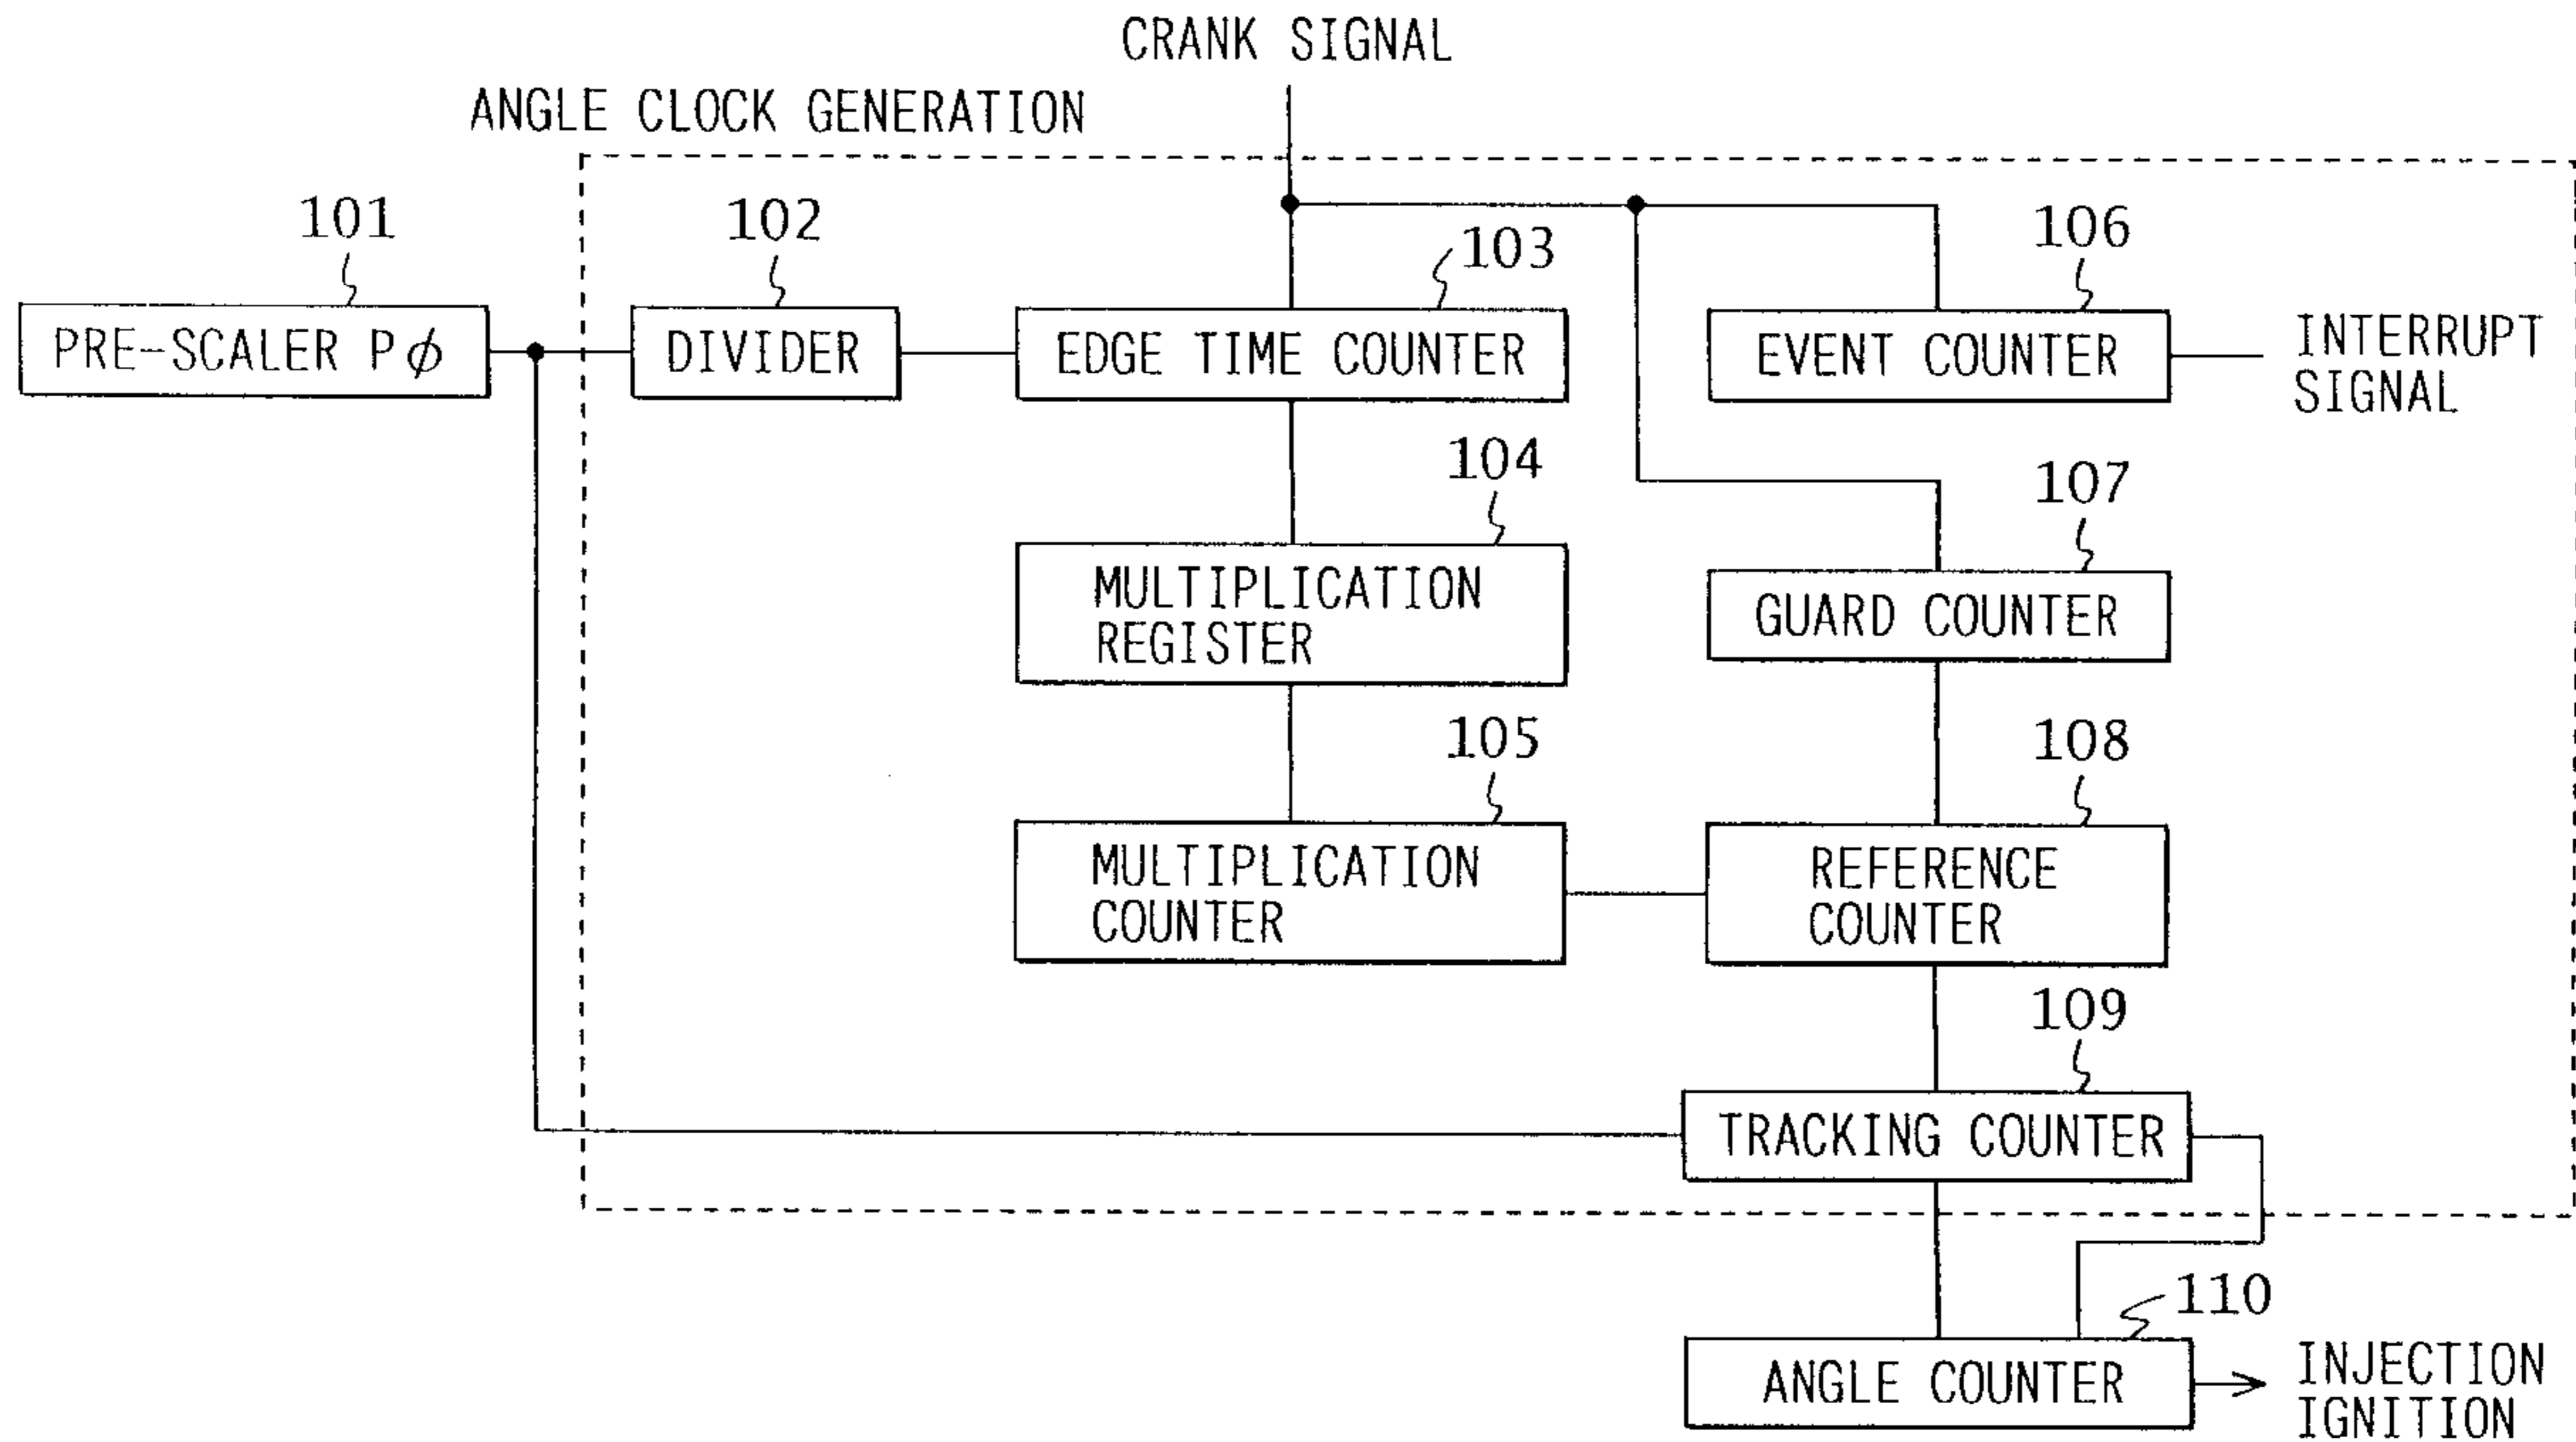 CRANK SIGNAL
ANGLE CLOCK GENERATION
101
102
103
106
PRE-SCALER Pϕ
DIVIDER
EDGE TIME COUNTER
EVENT COUNTER
INTERRUPT
SIGNAL
104
107
MULTIPLICATION
REGISTER
GUARD COUNTER
105
108
MULTIPLICATION
COUNTER
REFERENCE
COUNTER
109
TRACKING COUNTER
110
ANGLE COUNTER
INJECTION
IGNITION